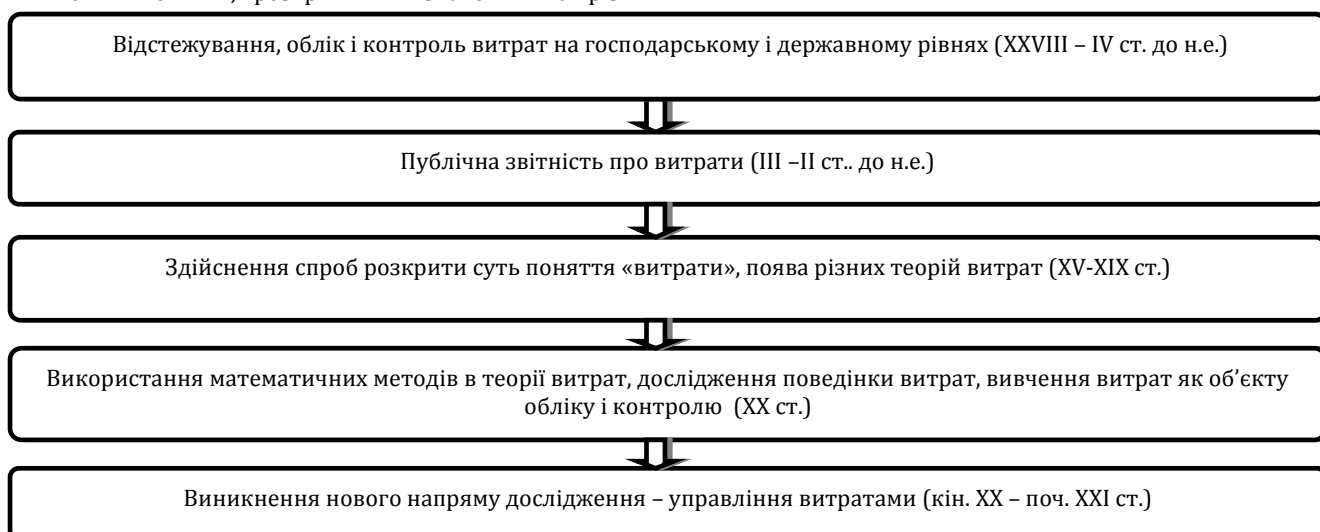 Відстежування, облік і контроль витрат на господарському і державному рівнях (XXVIII – IV ст. до н.е.)
Публічна звітність про витрати (III –II ст.. до н.е.)
Здійснення спроб розкрити суть поняття «витрати», поява різних теорій витрат (XV-XIX ст.)
Використання математичних методів в теорії витрат, дослідження поведінки витрат, вивчення витрат як об’єкту
обліку і контролю (XX ст.)
Виникнення нового напряму дослідження – управління витратами (кін. XX – поч. XXI ст.)